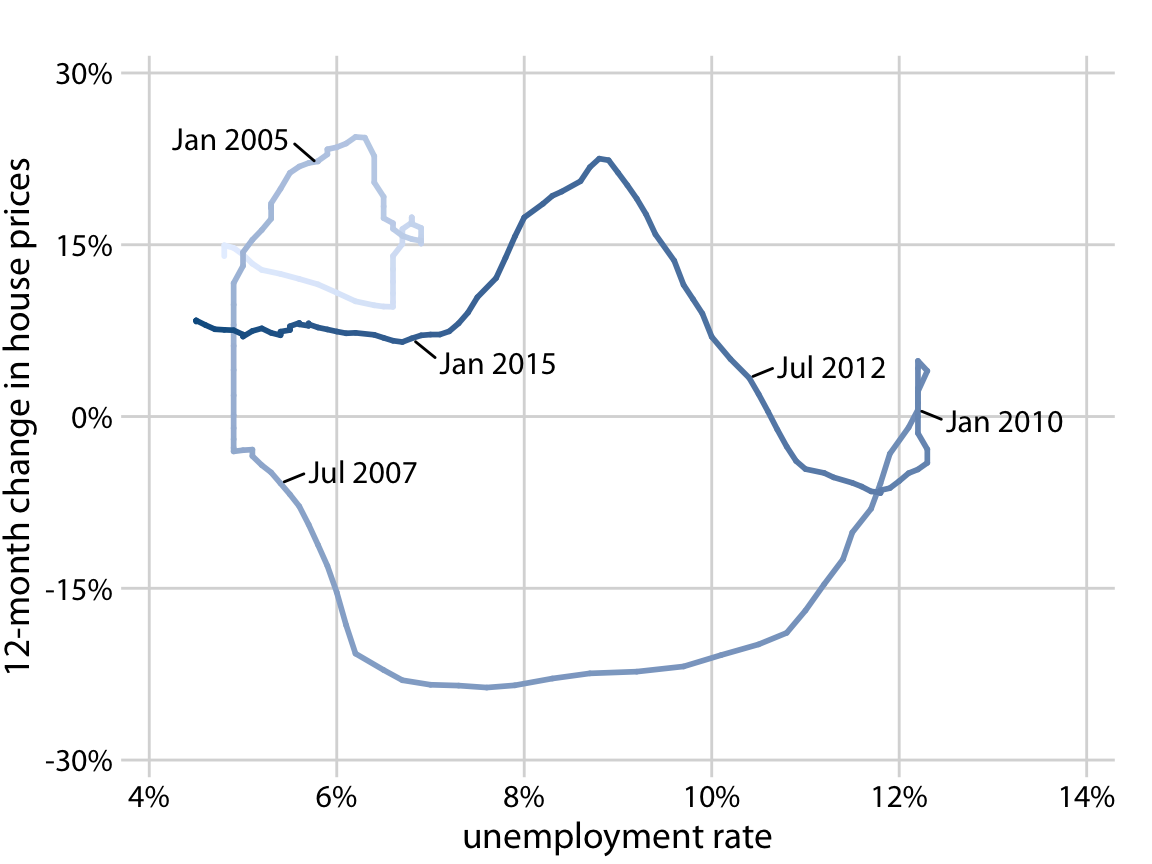 30%
Jan 2005
15%
Jan 2015
Jul 2012
0%
Jan 2010
Jul 2007
-15%
-30%
4%
6%
8%
10%
12%
14%
unemployment rate
12-month change in house prices